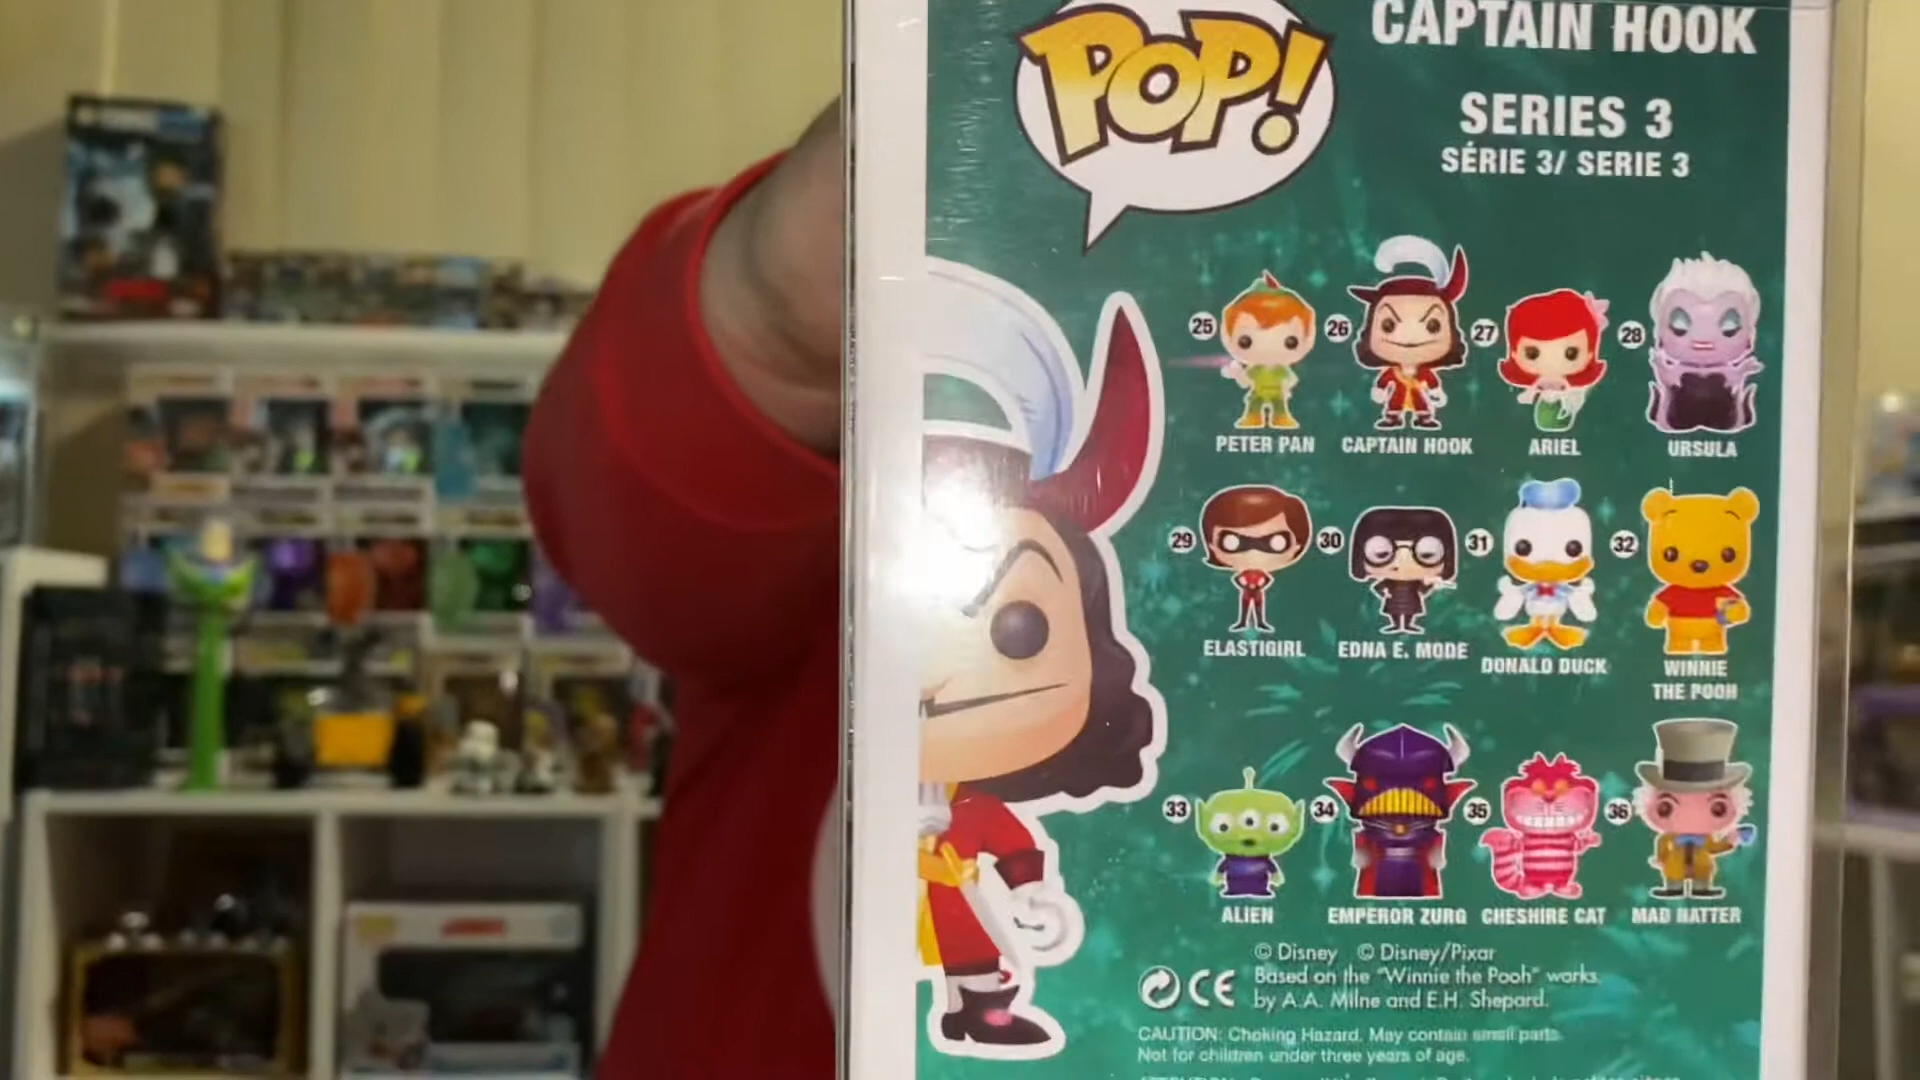 POP!
CAPTAIN HOOK
SERIES 3
SÉRIE 3/ SERIE 3
25 26 27 28
PETER PAN CAPTAIN HOOK ARIEL URSULA
29 30 31 32
ELASTIGIRL EDNA E. MODE DONALD DUCK WINNIE
THE POOH
33 34 35 36
ALIEN EMPEROR ZURG CHESHIRE CAT MAD HATTER
© Disney © Disney/Pixar
Based on the "Winnie the Pooh" works.
CE by A.A. Milne and E.H. Shepard.
CAUTION: Choking Hazard. May contain small parts.
Not for children under three years of age.